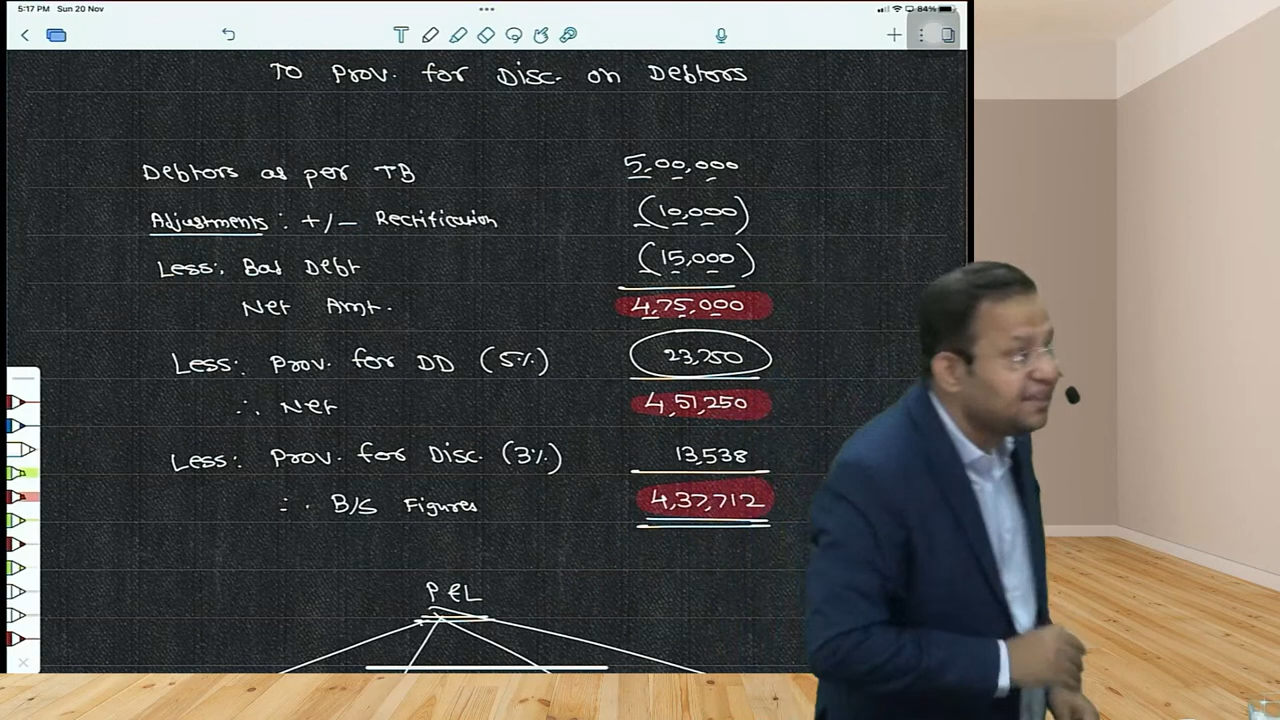 5:17 PM Sun 20 Nov
84%
To Prov. for Disc. on Debtors
Debtors as per TB 5,00,000
Adjustments: +/- Rectification (10,000)
Less: Bad Debt (15,000)
Net Amt. 4,75,000
Less: Prov. for DD (5%) 23,750
∴ Net 4,51,250
Less: Prov. for Disc. (3%) 13,538
∴ B/S Figures 4,37,712
P&L